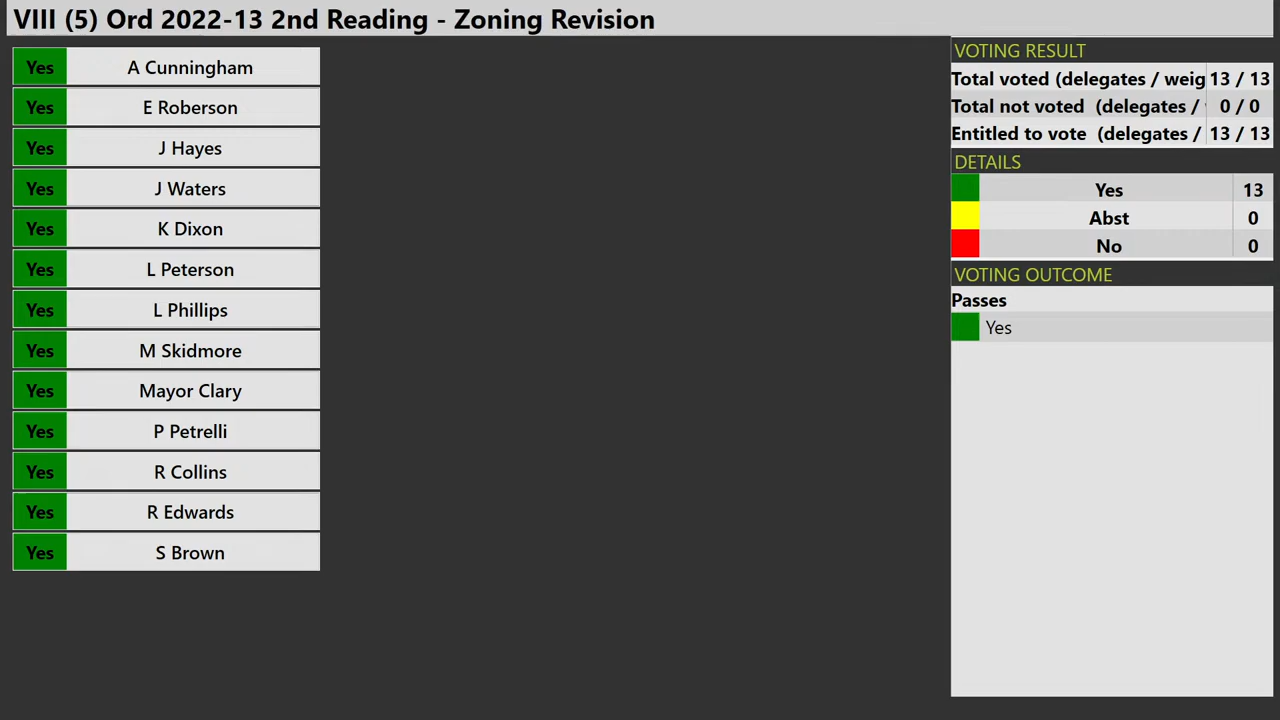 VIII (5) Ord 2022-13 2nd Reading - Zoning Revision
Yes A Cunningham
Yes E Roberson
Yes J Hayes
Yes J Waters
Yes K Dixon
Yes L Peterson
Yes L Phillips
Yes M Skidmore
Yes Mayor Clary
Yes P Petrelli
Yes R Collins
Yes R Edwards
Yes S Brown
VOTING RESULT
Total voted (delegates / weig 13 / 13
Total not voted (delegates / 0 / 0
Entitled to vote (delegates / 13 / 13
DETAILS
Yes 13
Abst 0
No 0
VOTING OUTCOME
Passes
Yes